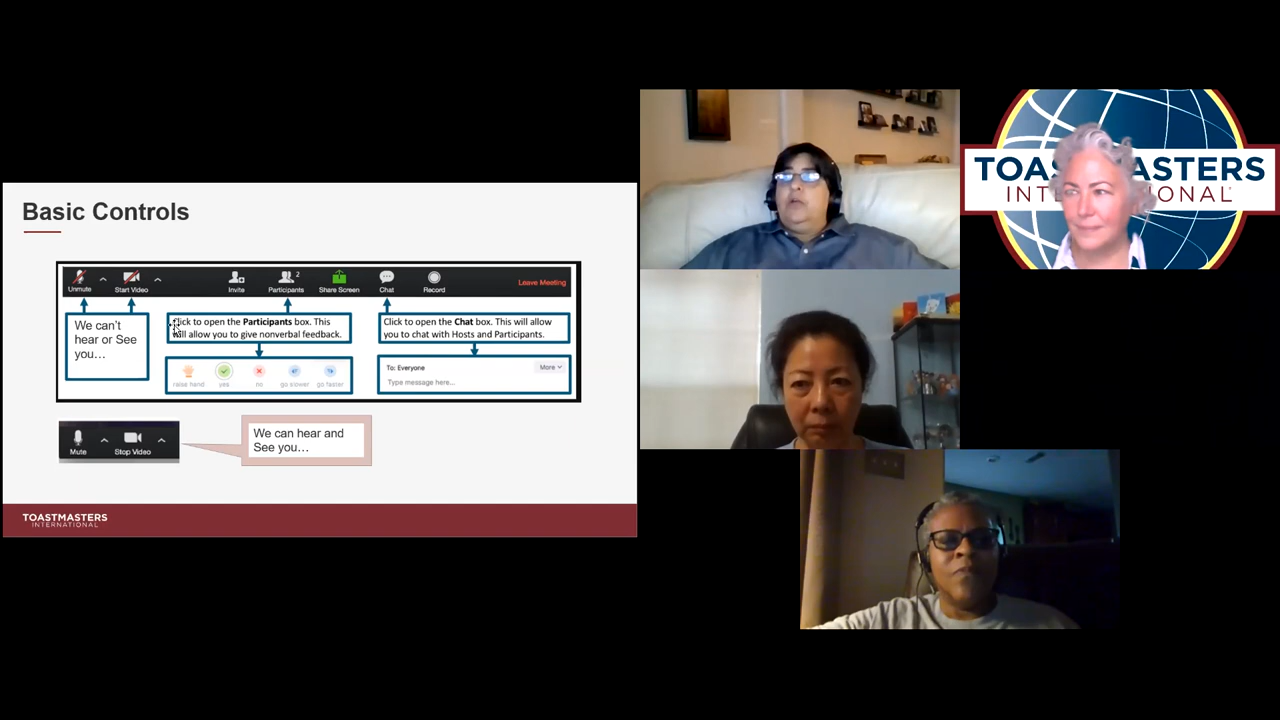 Basic Controls
Unmute
Start Video
Invite
Participants
2
Share Screen
Chat
Record
Leave Meeting
We can't
hear or See
you...
Click to open the Participants box. This
will allow you to give nonverbal feedback.
Click to open the Chat box. This will allow
you to chat with Hosts and Participants.
raise hand
yes
no
go slower
go faster
To: Everyone
More
Type message here...
Mute
Stop Video
We can hear and
See you...
TOASTMASTERS
INTERNATIONAL